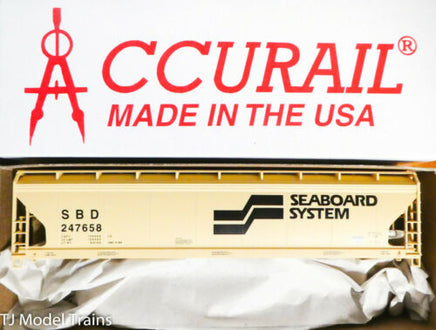 ACCURAIL®
MADE IN THE USA
SBD
247658
SEABOARD
SYSTEM
TJ Model Trains